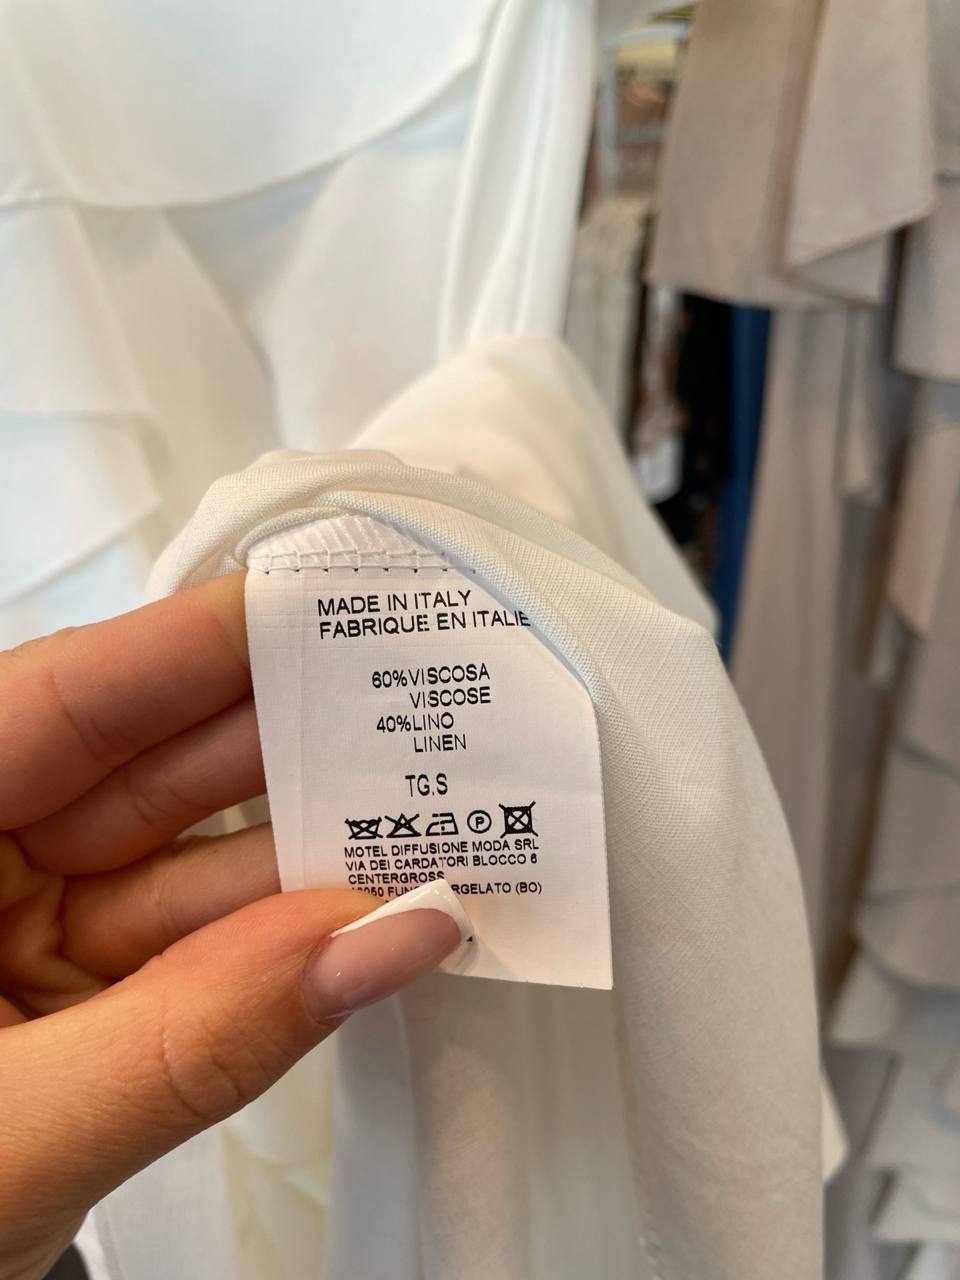 MADE IN ITALY
FABRIQUE EN ITALIE
60%VISCOSA
VISCOSE
40%LINO
LINEN
TG.S
P
MOTEL DIFFUSIONE MODA SRL
VIA DEI CARDATORI BLOCCO 6
CENTERGROSS
(BO)